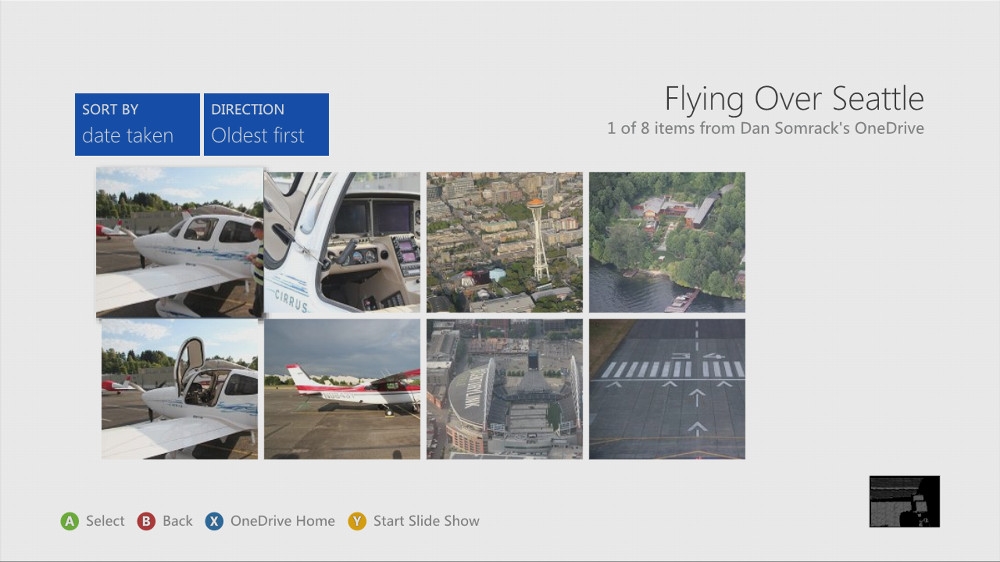 Flying Over Seattle
1 of 8 items from Dan Somrack's OneDrive
SORT BY
date taken
DIRECTION
Oldest first
CIRRUS
34
A Select B Back X OneDrive Home Y Start Slide Show